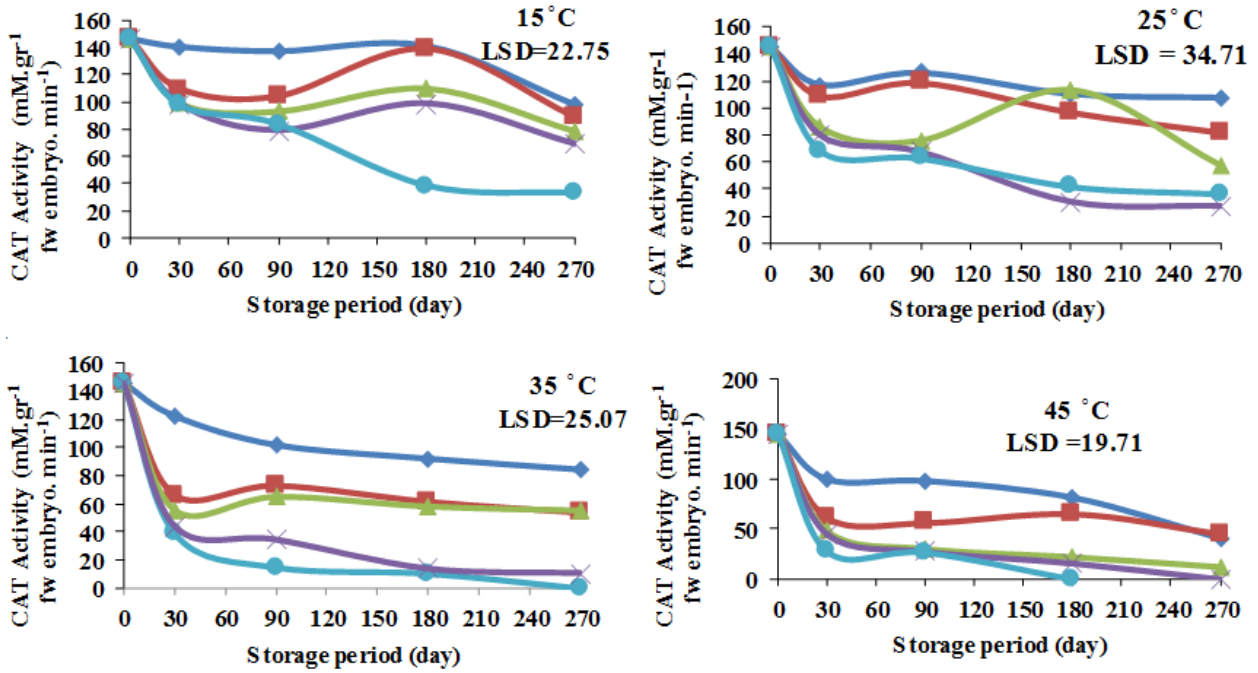 15˚C
LSD=22.75
CAT Activity (mM.gr⁻¹
fw embryo. min⁻¹)
160
140
120
100
80
60
40
20
0
0 30 60 90 120 150 180 210 240 270
Storage period (day)
25˚C
LSD = 34.71
CAT Activity (mM.gr-1
fw embryo. min-1)
160
140
120
100
80
60
40
20
0
0 30 60 90 120 150 180 210 240 270
Storage period (day)
35 ˚C
LSD=25.07
CAT Activity (mM.gr⁻¹
fw embryo. min⁻¹)
160
140
120
100
80
60
40
20
0
0 30 60 90 120 150 180 210 240 270
Storage period (day)
45 ˚C
LSD =19.71
CAT Activity (mM.gr⁻¹
fw embryo. min⁻¹)
200
150
100
50
0
0 30 60 90 120 150 180 210 240 270
Storage period (day)